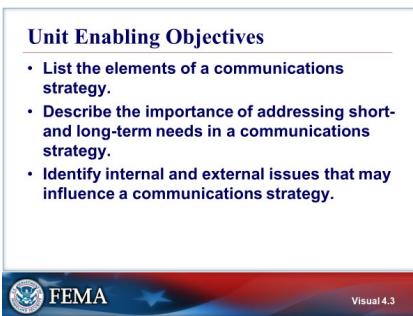 Unit Enabling Objectives
• List the elements of a communications
strategy.
• Describe the importance of addressing short-
and long-term needs in a communications
strategy.
• Identify internal and external issues that may
influence a communications strategy.
FEMA
Visual 4.3